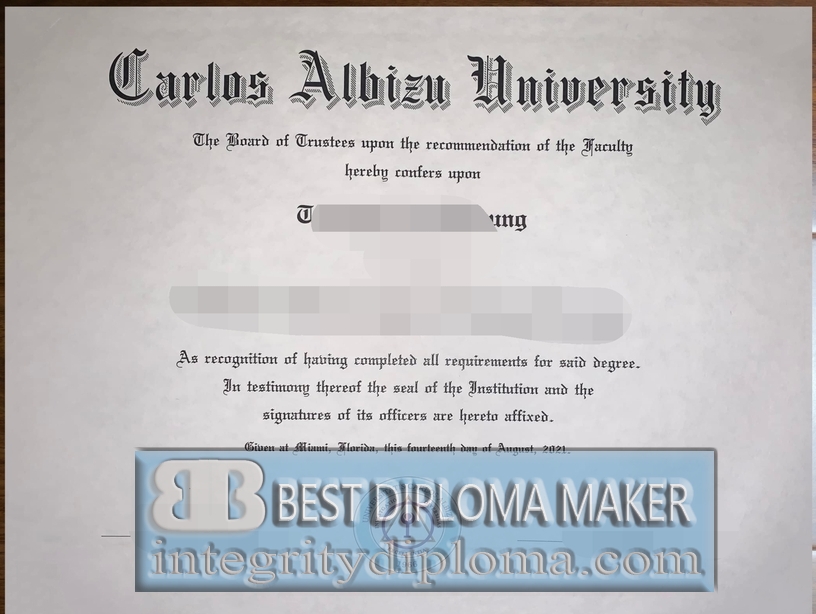 Carlos Albizu University
The Board of Trustees upon the recommendation of the Faculty
hereby confers upon
As recognition of having completed all requirements for said degree.
In testimony thereof the seal of the Institution and the
signatures of its officers are hereto affixed.
Given at Miami, Florida, this fourteenth day of August, 2021.
BEST DIPLOMA MAKER
integritydiploma.com